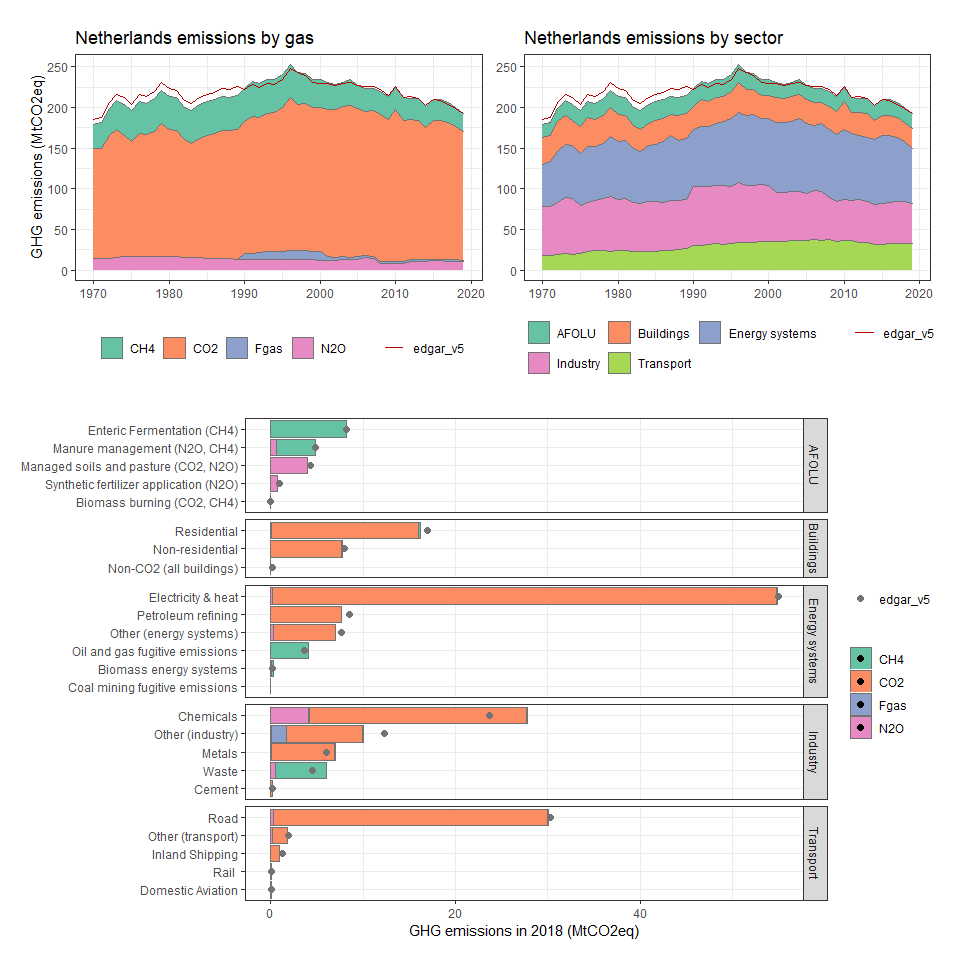 Netherlands emissions by gas
GHG emissions (MtCO2eq)
250
200
150
100
50
0
1970
1980
1990
2000
2010
2020
CH4
CO2
Fgas
N2O
edgar_v5
Netherlands emissions by sector
250
200
150
100
50
0
1970
1980
1990
2000
2010
2020
AFOLU
Buildings
Energy systems
edgar_v5
Industry
Transport
Enteric Fermentation (CH4)
Manure management (N2O, CH4)
Managed soils and pasture (CO2, N2O)
Synthetic fertilizer application (N2O)
Biomass burning (CO2, CH4)
AFOLU
Residential
Non-residential
Non-CO2 (all buildings)
Buildings
Electricity & heat
Petroleum refining
Other (energy systems)
Oil and gas fugitive emissions
Biomass energy systems
Coal mining fugitive emissions
Energy systems
Chemicals
Other (industry)
Metals
Waste
Cement
Industry
Road
Other (transport)
Inland Shipping
Rail
Domestic Aviation
Transport
0
20
40
GHG emissions in 2018 (MtCO2eq)
edgar_v5
CH4
CO2
Fgas
N2O